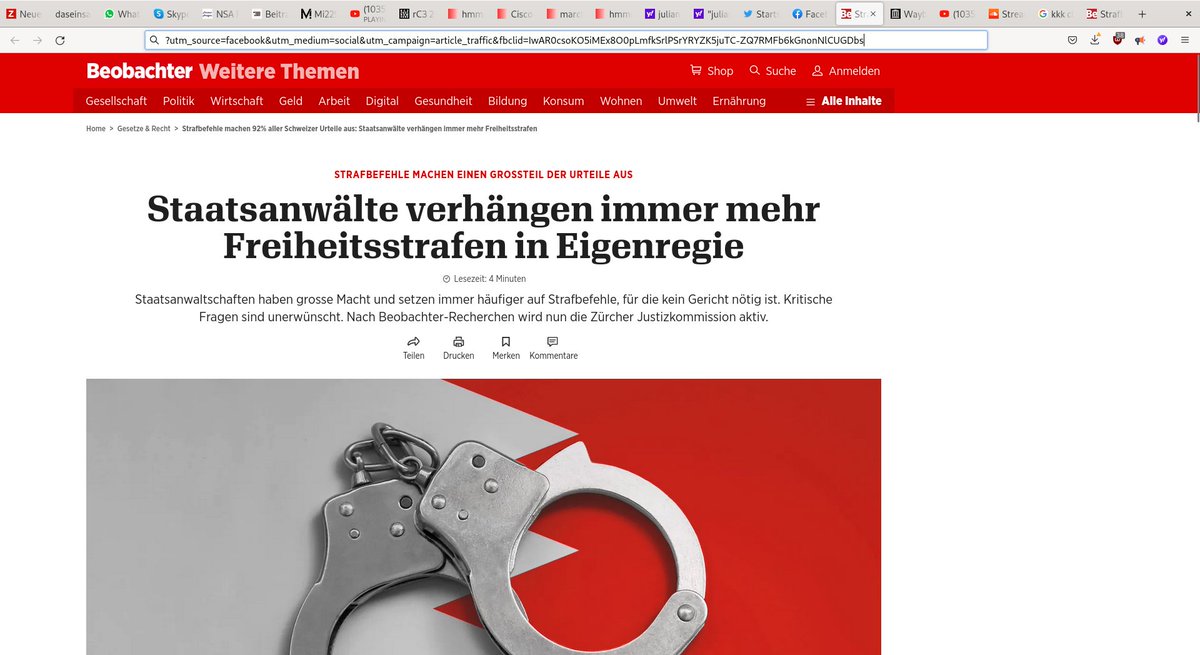 Neue
daseinsa
What
Skyp
NSA
Beitr
Mi22
(1035
PLAYIN
rC3 2
hmm
Cisco
marc
hmm
julian
"julia
Start
Face
Str
Wayb
(1035
Strea
kkk c
Strafl
?utm_source=facebook&utm_medium=social&utm_campaign=article_traffic&fbclid=IwAR0csoKO5iMEx8O0pLmfkSrlPSrYRYZK5juTC-ZQ7RMFb6kGnonNlCUGDbs
Beobachter Weitere Themen
Shop
Suche
Anmelden
Gesellschaft Politik Wirtschaft Geld Arbeit Digital Gesundheit Bildung Konsum Wohnen Umwelt Ernährung Alle Inhalte
Home > Gesetze & Recht > Strafbefehle machen 92% aller Schweizer Urteile aus: Staatsanwälte verhängen immer mehr Freiheitsstrafen
STRAFBEFEHLE MACHEN EINEN GROSSTEIL DER URTEILE AUS
Staatsanwälte verhängen immer mehr
Freiheitsstrafen in Eigenregie
Lesezeit: 4 Minuten
Staatsanwaltschaften haben grosse Macht und setzen immer häufiger auf Strafbefehle, für die kein Gericht nötig ist. Kritische
Fragen sind unerwünscht. Nach Beobachter-Recherchen wird nun die Zürcher Justizkommission aktiv.
Teilen Drucken Merken Kommentare